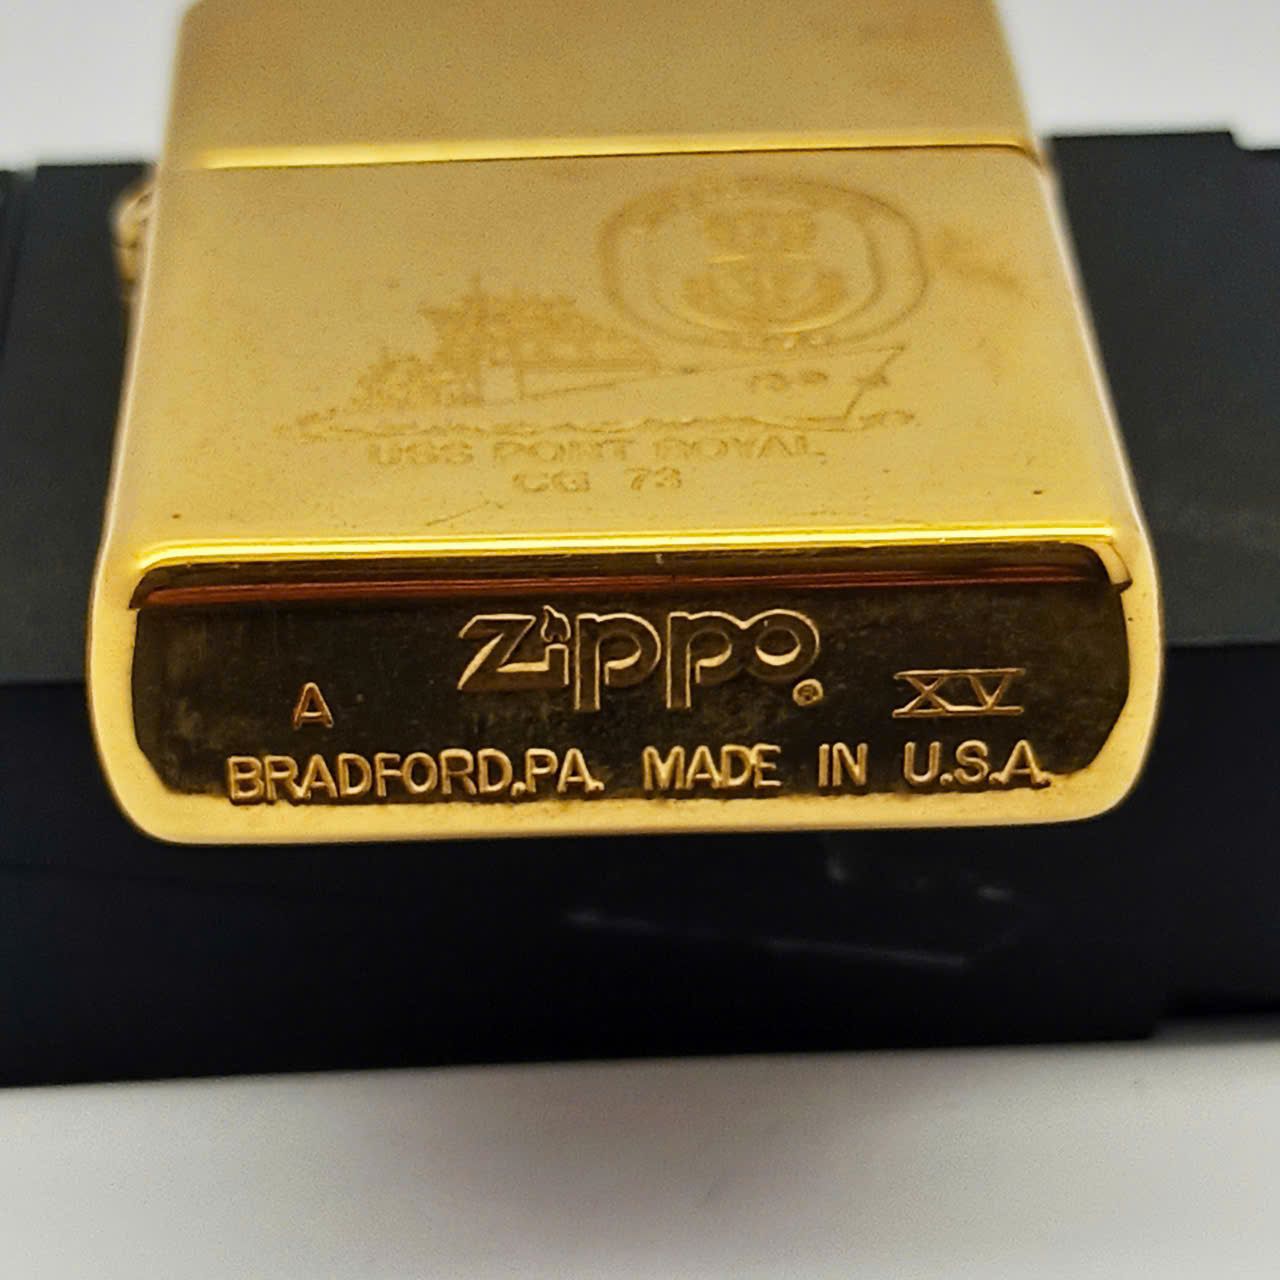 USS PORT ROYAL
CG 73
Zippo ®
A XV
BRADFORD,PA. MADE IN U.S.A.